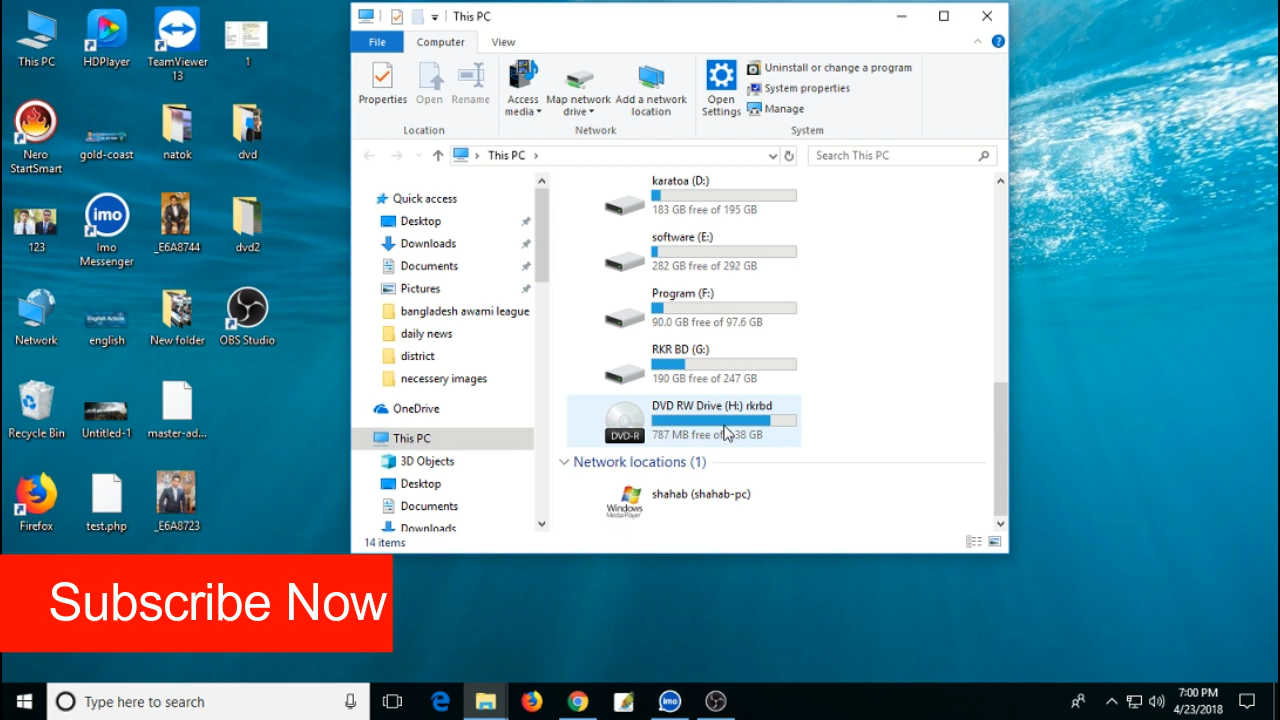 This PC
HDPlayer
TeamViewer
13
1
Nero
StartSmart
gold-coast
natok
dvd
123
Imo
Messenger
_E6A8744
dvd2
Network
english
New folder
OBS Studio
Recycle Bin
Untitled-1
master-ad...
Firefox
test.php
_E6A8723
This PC
File
Computer
View
Properties
Open
Rename
Access
media
Map network
drive
Add a network
location
Open
Settings
Uninstall or change a program
System properties
Manage
Location
Network
System
This PC
Search This PC
Quick access
Desktop
Downloads
Documents
Pictures
bangladesh awami league
daily news
district
necessery images
OneDrive
This PC
3D Objects
Desktop
Documents
Downloads
karatoa (D:)
183 GB free of 195 GB
software (E:)
282 GB free of 292 GB
Program (F:)
90.0 GB free of 97.6 GB
RKR BD (G:)
190 GB free of 247 GB
DVD RW Drive (H:) rkrbd
DVD-R
787 MB free of 38 GB
Network locations (1)
shahab (shahab-pc)
Windows
Media Player
14 items
Subscribe Now
Type here to search
imo
7:00 PM
4/23/2018